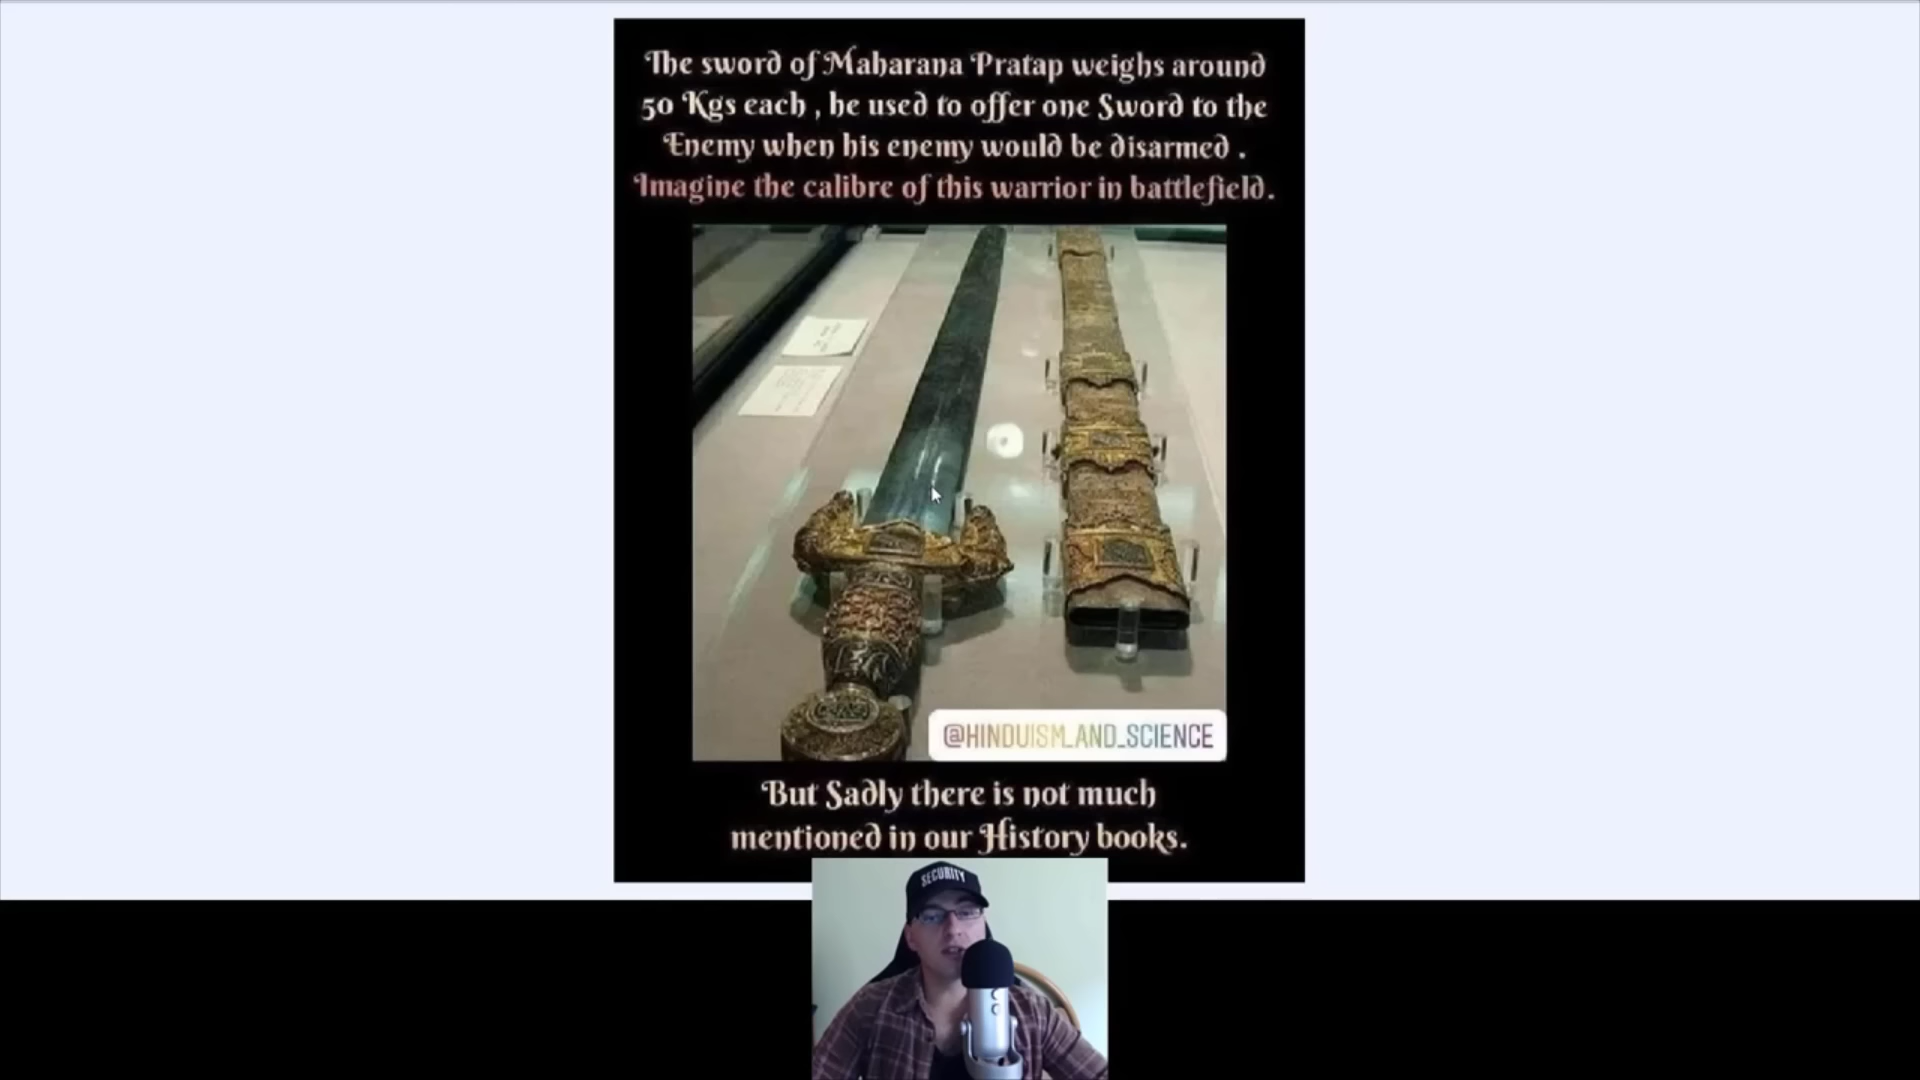 The sword of Maharana Pratap weighs around
50 Kgs each , he used to offer one Sword to the
Enemy when his enemy would be disarmed .
Imagine the calibre of this warrior in battlefield.
@HINDUISM_AND_SCIENCE
But Sadly there is not much
mentioned in our History books.
SECURITY